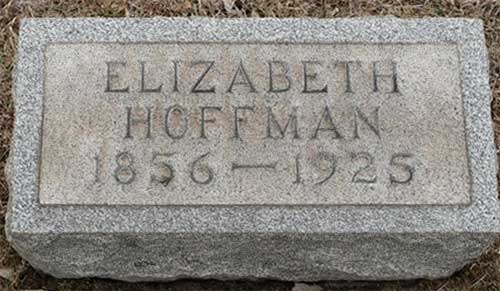 ELIZABETH
HOFFMAN
1856 — 1925